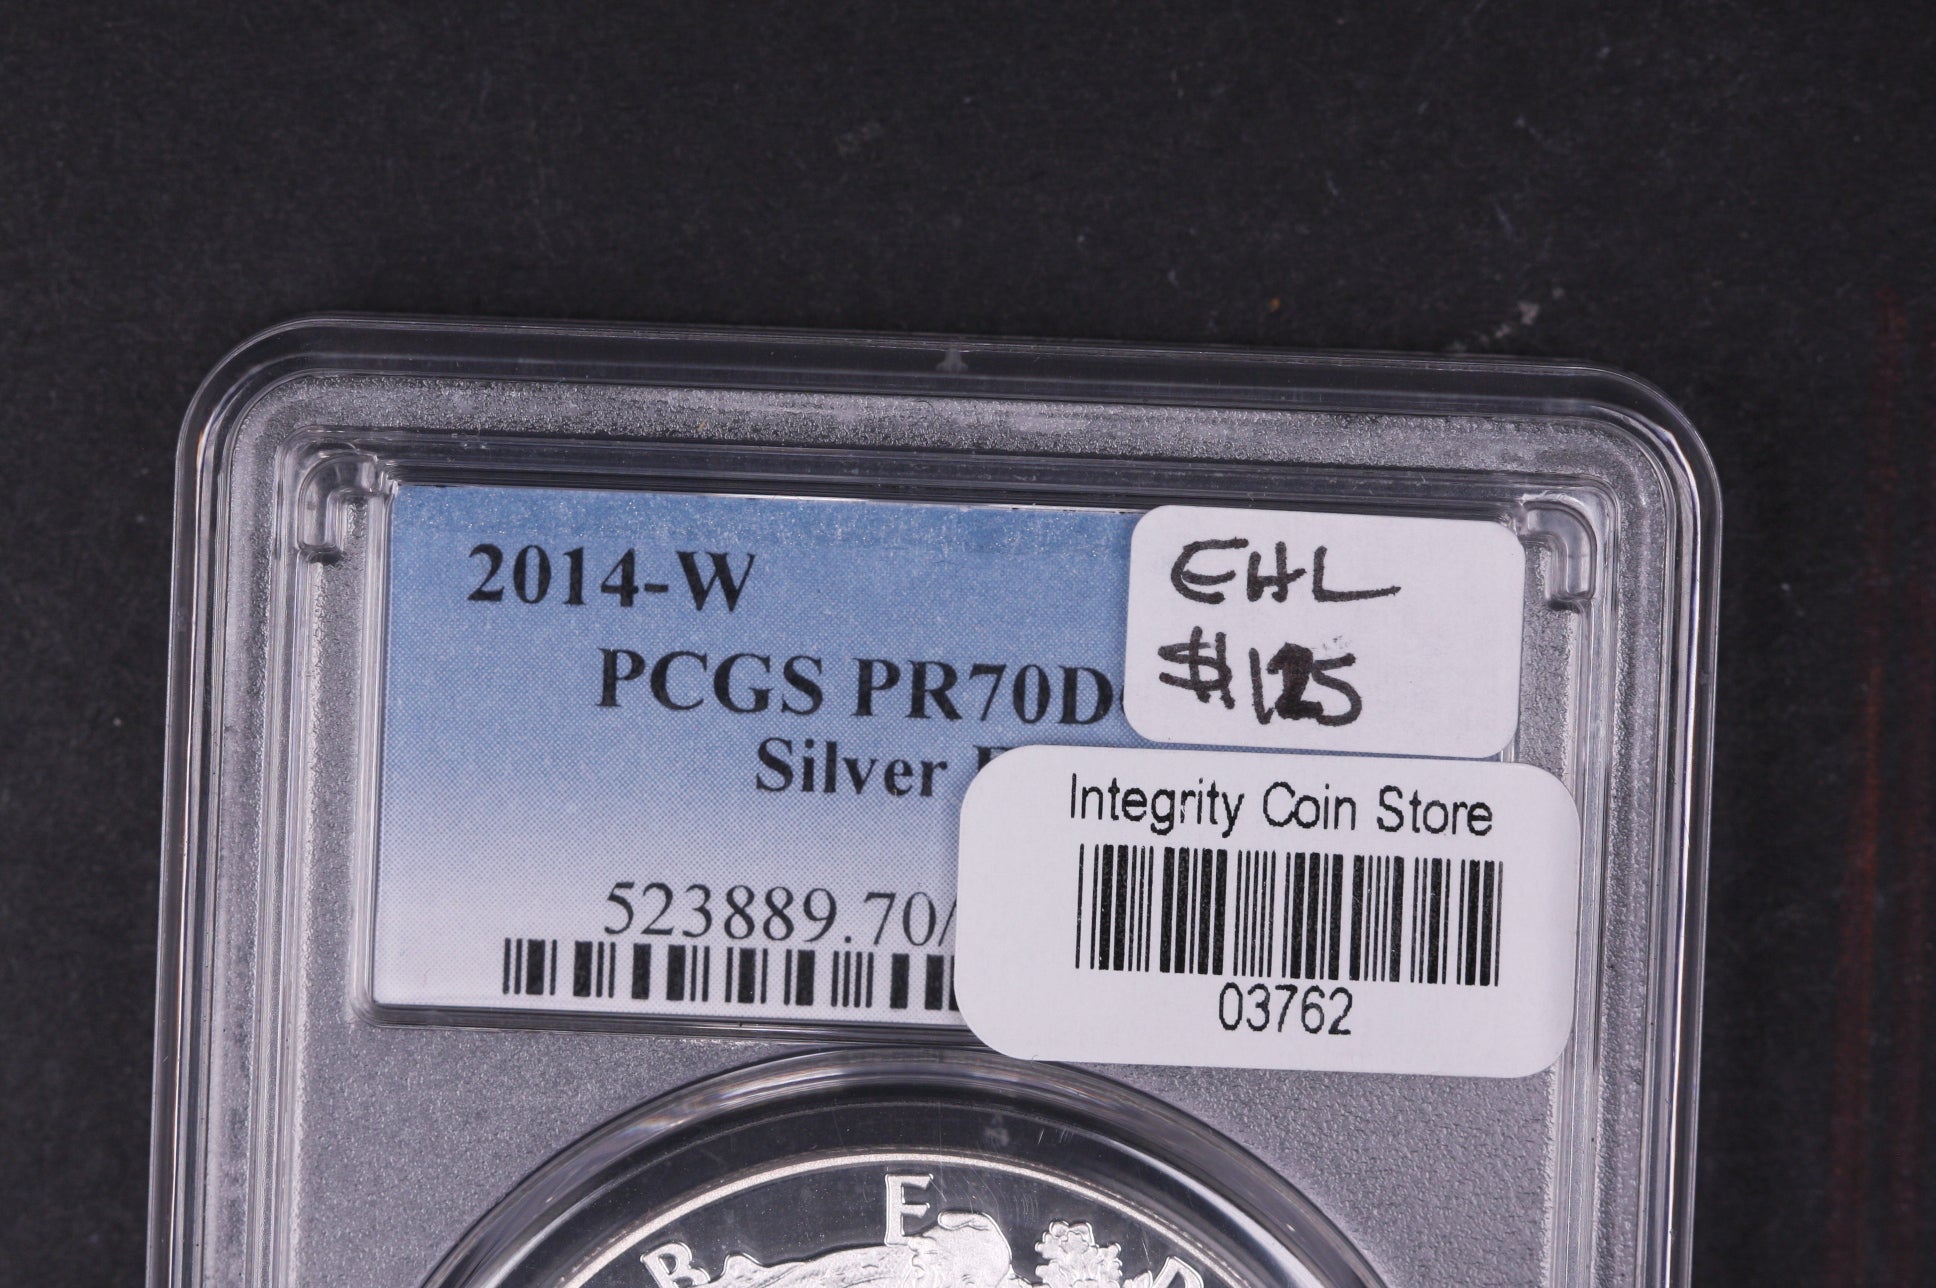 2014-W
PCGS PR70D
Silver
523889.70/
EHL
$125
Integrity Coin Store
03762